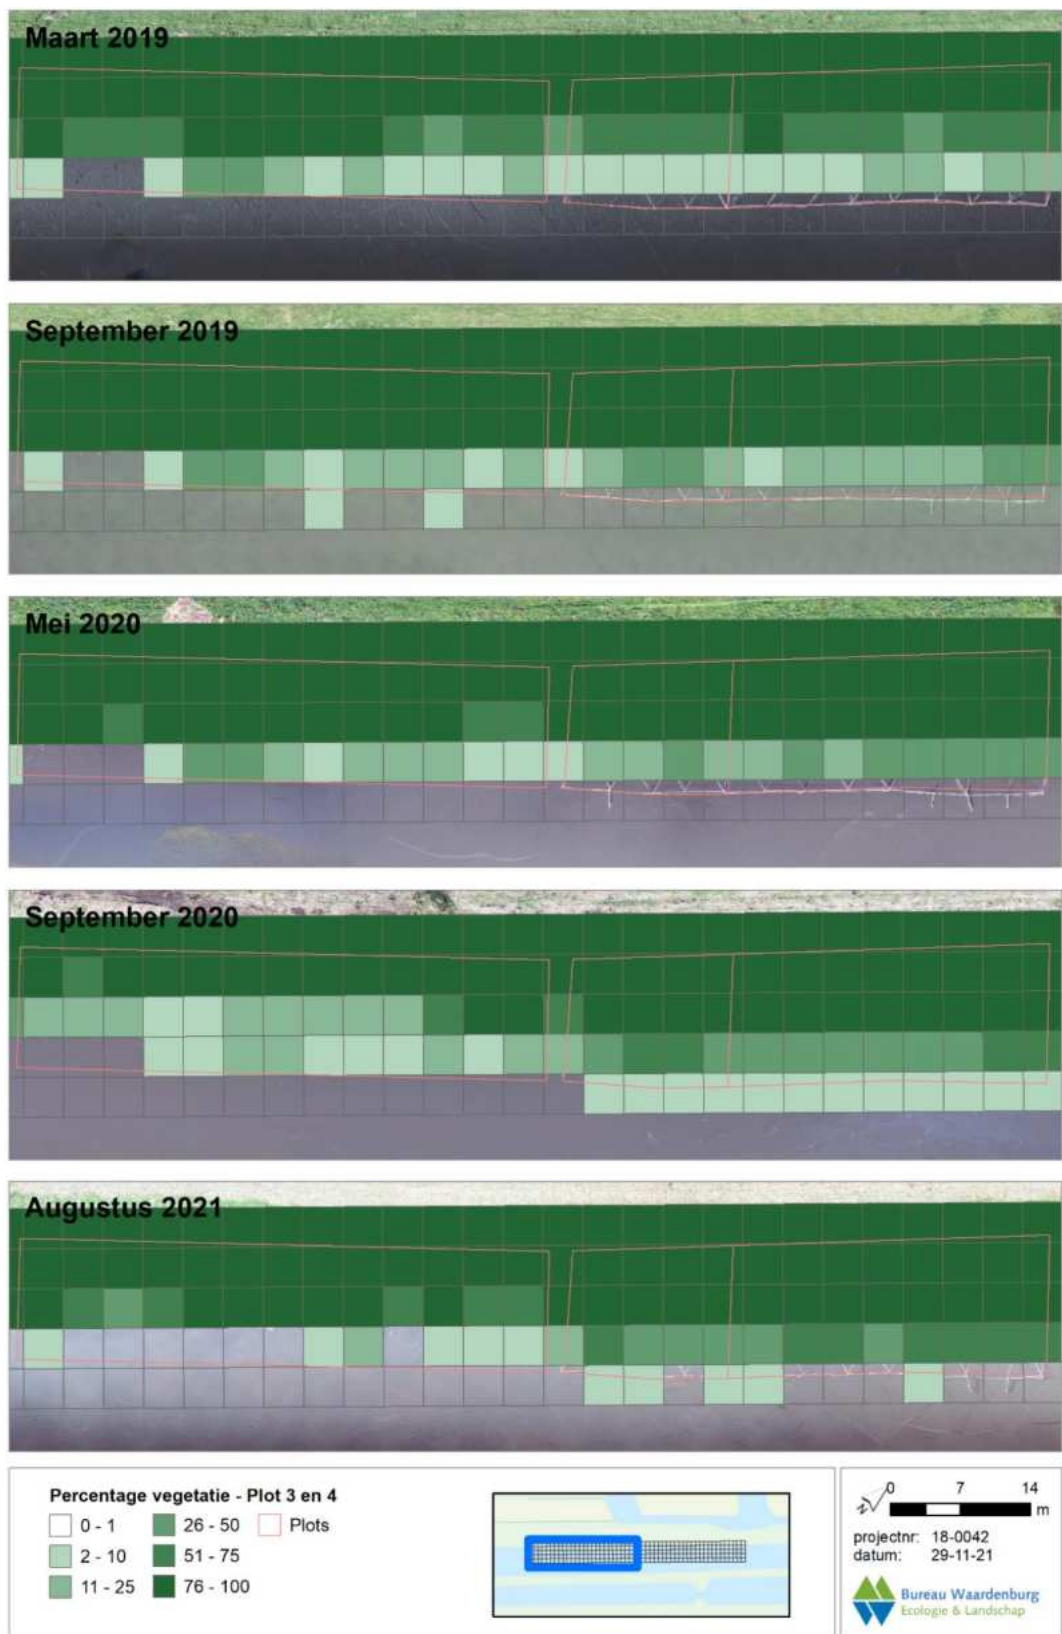 Maart 2019
September 2019
Mei 2020
September 2020
Augustus 2021
Percentage vegetatie - Plot 3 en 4
0 - 1
2 - 10
11 - 25
26 - 50
51 - 75
76 - 100
Plots
N
0 7 14
m
projectnr: 18-0042
datum: 29-11-21
Bureau Waardenburg
Ecologie & Landschap